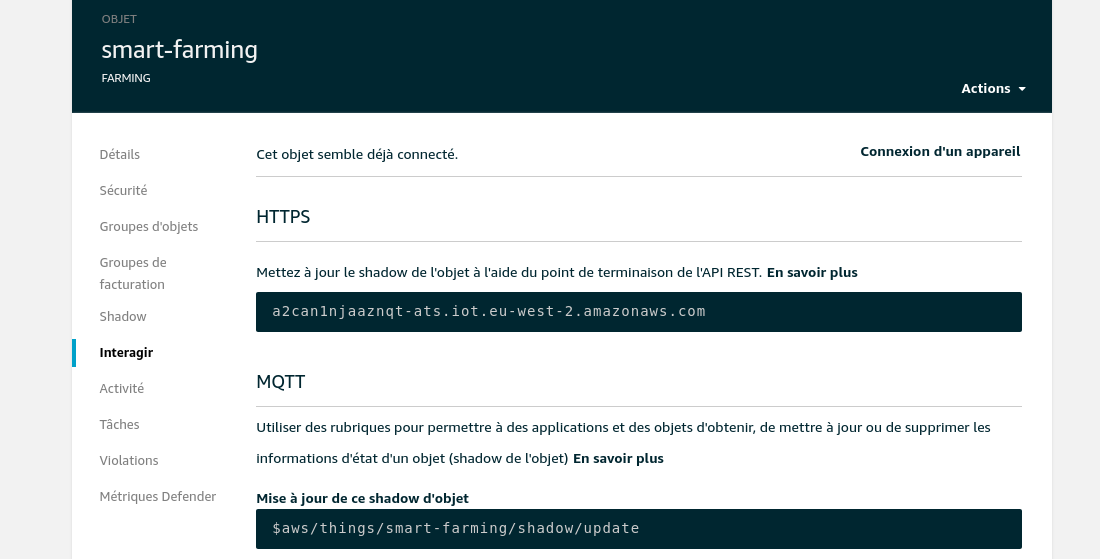 OBJET
smart-farming
FARMING
Actions
Détails
Sécurité
Groupes d'objets
Groupes de
facturation
Shadow
Interagir
Activité
Tâches
Violations
Métriques Defender
Cet objet semble déjà connecté.
Connexion d'un appareil
HTTPS
Mettez à jour le shadow de l'objet à l'aide du point de terminaison de l'API REST. En savoir plus
a2can1njaaznqt-ats.iot.eu-west-2.amazonaws.com
MQTT
Utiliser des rubriques pour permettre à des applications et des objets d'obtenir, de mettre à jour ou de supprimer les
informations d'état d'un objet (shadow de l'objet) En savoir plus
Mise à jour de ce shadow d'objet
$aws/things/smart-farming/shadow/update